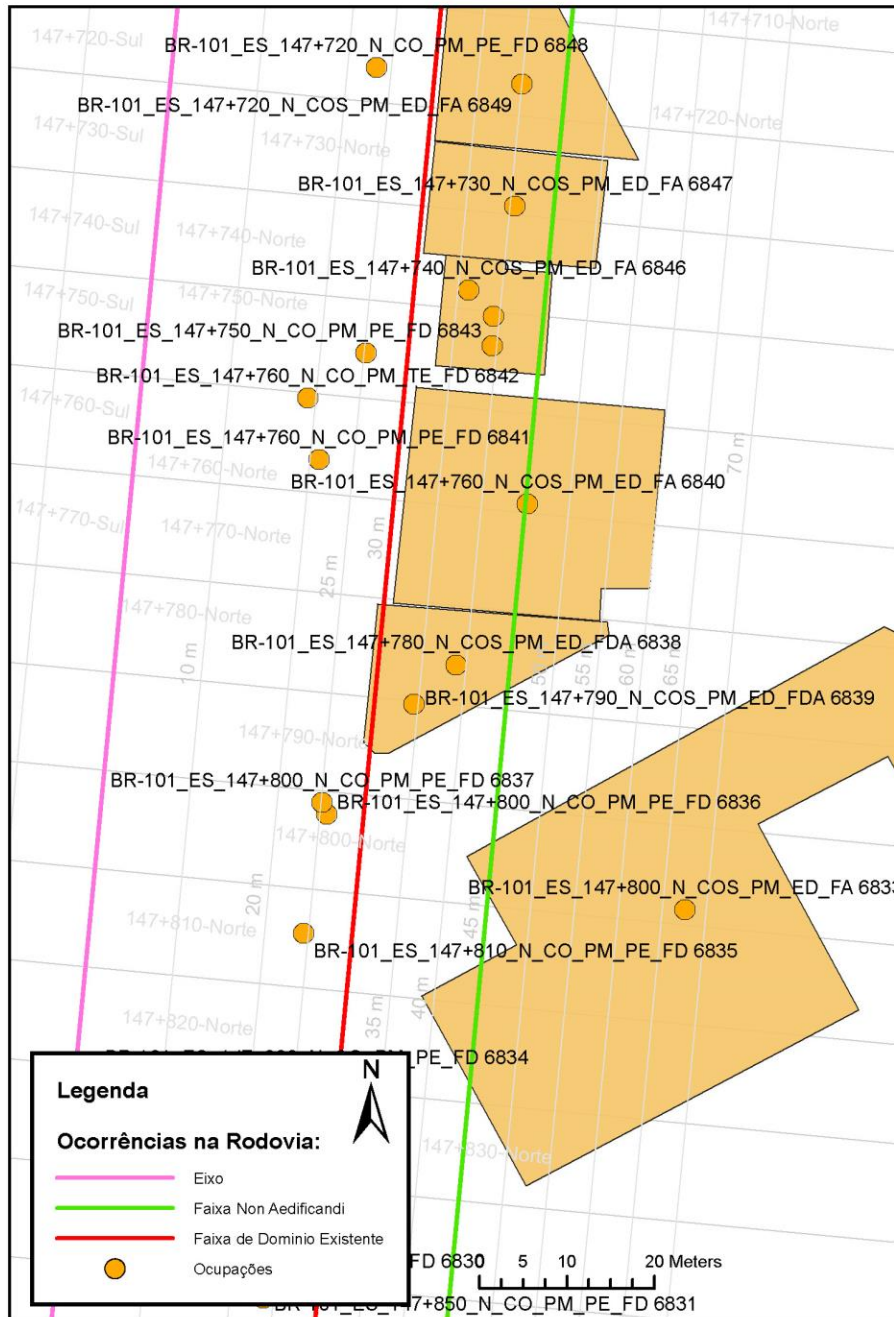 147+710-Norte
147+720-Sul
BR-101_ES_147+720_N_CO_PM_PE_FD 6848
BR-101_ES_147+720_N_COS_PM_ED_FA 6849
147+720-Norte
147+730-Sul
147+730-Norte
BR-101_ES_147+730_N_COS_PM_ED_FA 6847
147+740-Sul
147+740-Norte
BR-101_ES_147+740_N_COS_PM_ED_FA 6846
147+750-Sul
147+750-Norte
BR-101_ES_147+750_N_CO_PM_PE_FD 6843
BR-101_ES_147+760_N_CO_PM_TE_FD 6842
147+760-Sul
BR-101_ES_147+760_N_CO_PM_PE_FD 6841
147+760-Norte
70 m
BR-101_ES_147+760_N_COS_PM_ED_FA 6840
147+770-Sul
147+770-Norte
30 m
25 m
147+780-Norte
BR-101_ES_147+780_N_COS_PM_ED_FDA 6838
10 m
55 m
60 m
65 m
BR-101_ES_147+790_N_COS_PM_ED_FDA 6839
147+790-Norte
BR-101_ES_147+800_N_CO_PM_PE_FD 6837
BR-101_ES_147+800_N_CO_PM_PE_FD 6836
147+800-Norte
BR-101_ES_147+800_N_COS_PM_ED_FA 6833
20 m
45 m
147+810-Norte
BR-101_ES_147+810_N_CO_PM_PE_FD 6835
40 m
35 m
147+820-Norte
PE_FD 6834
147+830-Norte
N
Legenda
Ocorrências na Rodovia:
Eixo
Faixa Non Aedificandi
Faixa de Dominio Existente
Ocupações
FD 6830
0 5 10 20 Meters
BR-101_ES_147+850_N_CO_PM_PE_FD 6831